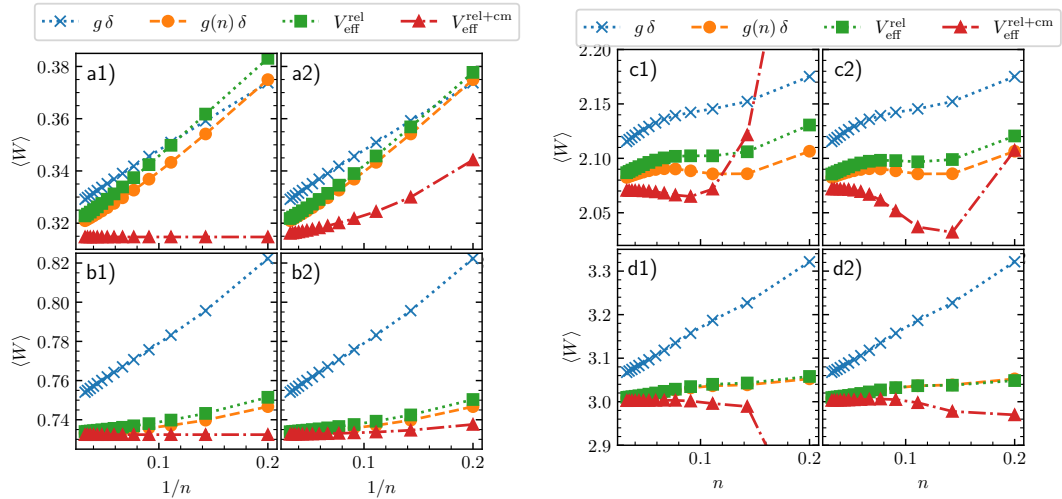 g δ g(n) δ V_eff^rel V_eff^rel+cm
g δ g(n) δ V_eff^rel V_eff^rel+cm
a1) a2)
0.38
0.36
0.34
0.32
⟨W⟩
b1) b2)
0.82
0.80
0.78
0.76
0.74
⟨W⟩
0.1 0.2 0.1 0.2
1/n 1/n
c1) c2)
2.20
2.15
2.10
2.05
⟨W⟩
d1) d2)
3.3
3.2
3.1
3.0
2.9
⟨W⟩
0.1 0.2 0.1 0.2
n n